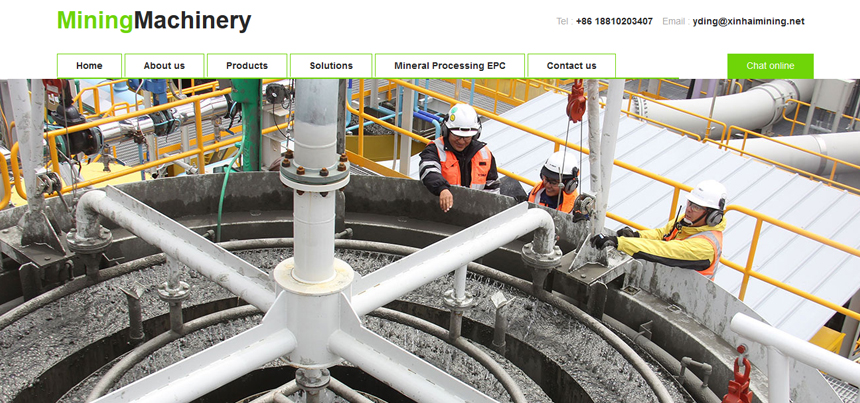 MiningMachinery
Tel : +86 18810203407 Email : yding@xinhaimining.net
Home About us Products Solutions Mineral Processing EPC Contact us Chat online